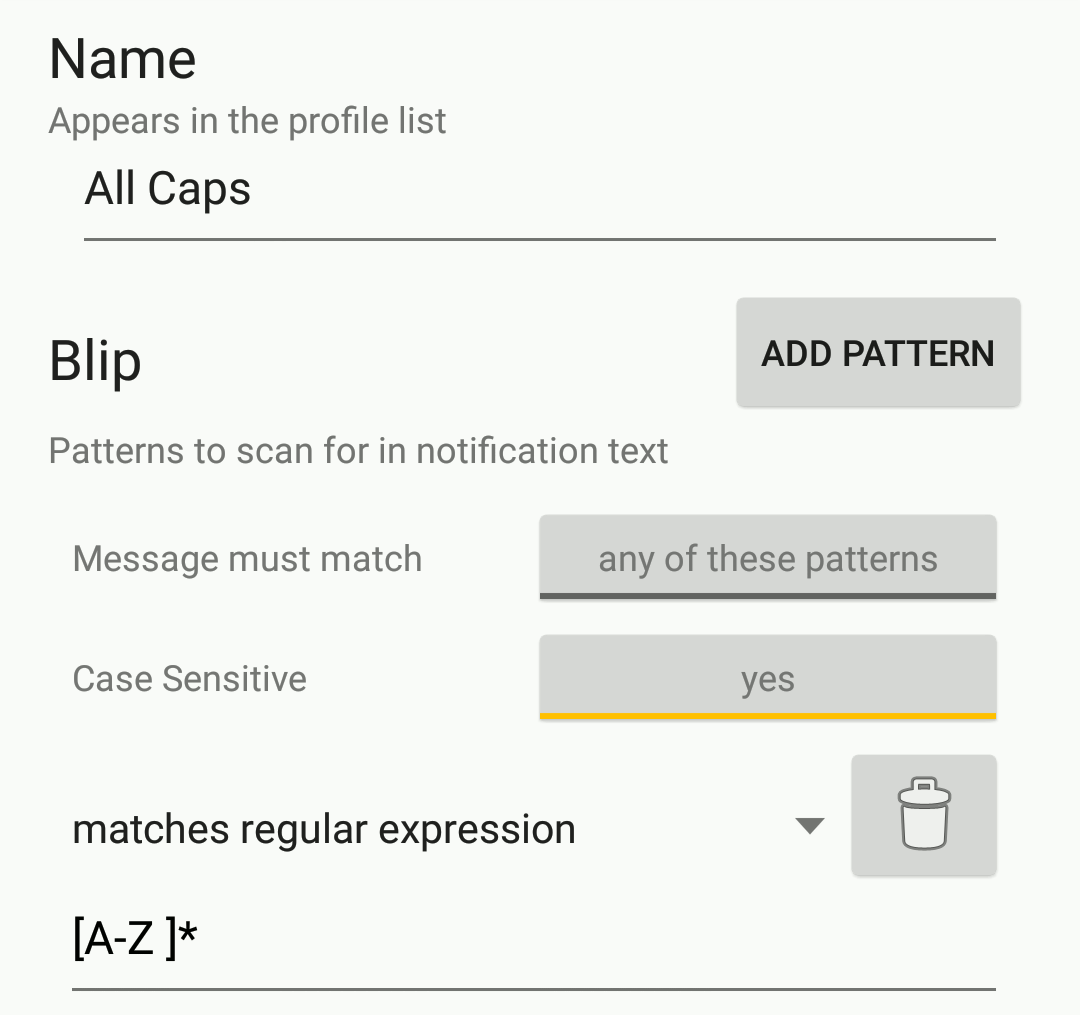 Name
Appears in the profile list
All Caps
Blip
ADD PATTERN
Patterns to scan for in notification text
Message must match
any of these patterns
Case Sensitive
yes
matches regular expression
[A-Z ]*